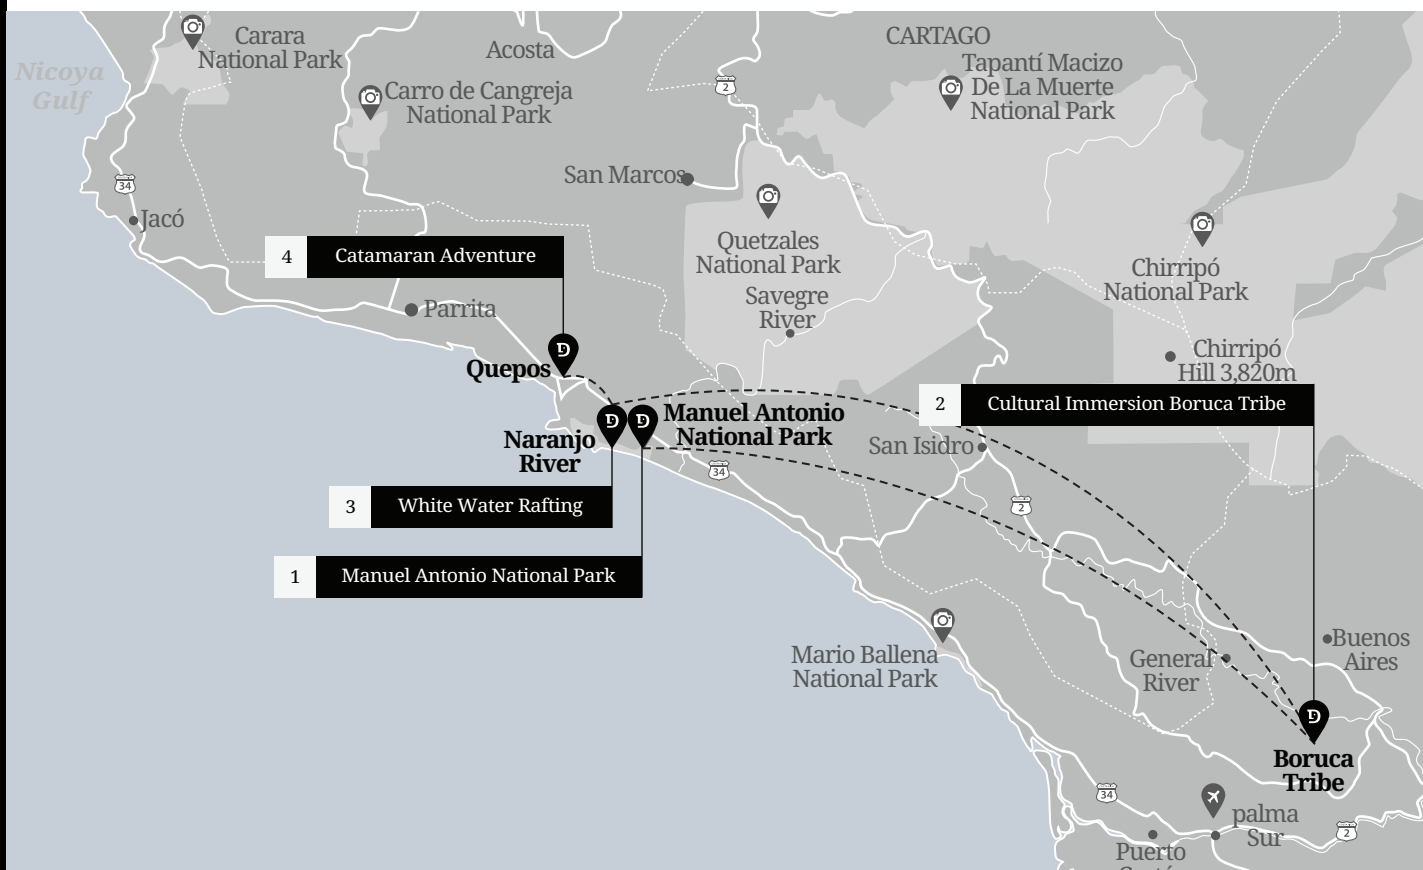 Carara
National Park
Acosta
CARTAGO
Nicoya
Gulf
Carro de Cangreja
National Park
2
Tapantí Macizo
De La Muerte
National Park
34
San Marcos
Jacó
Quetzales
National Park
4
Catamaran Adventure
Chirripó
National Park
Parrita
Savegre
River
Chirripó
Hill 3,820m
Quepos
2
Cultural Immersion Boruca Tribe
Manuel Antonio
National Park
Naranjo
River
San Isidro
34
3
White Water Rafting
2
1
Manuel Antonio National Park
Mario Ballena
National Park
General
River
Buenos
Aires
Boruca
Tribe
34
palma
Sur
2
Puerto